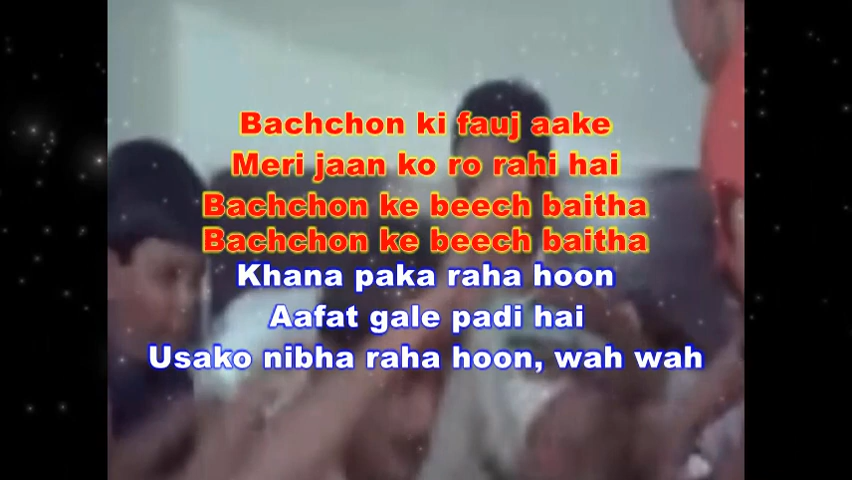 Bachchon ki fauj aake
Meri jaan ko ro rahi hai
Bachchon ke beech baitha
Bachchon ke beech baitha
Khana paka raha hoon
Aafat gale padi hai
Usako nibha raha hoon, wah wah